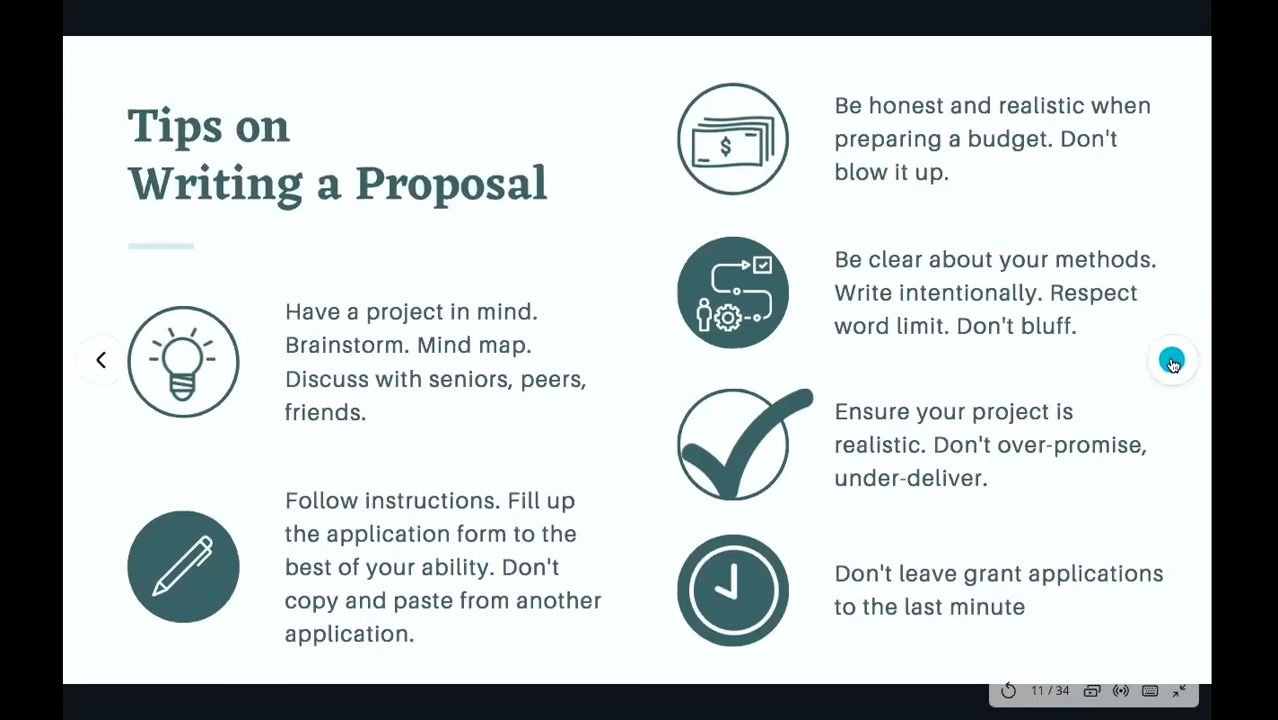 Tips on
Writing a Proposal
Have a project in mind.
Brainstorm. Mind map.
Discuss with seniors, peers,
friends.
Follow instructions. Fill up
the application form to the
best of your ability. Don't
copy and paste from another
application.
$
Be honest and realistic when
preparing a budget. Don't
blow it up.
Be clear about your methods.
Write intentionally. Respect
word limit. Don't bluff.
Ensure your project is
realistic. Don't over-promise,
under-deliver.
Don't leave grant applications
to the last minute
11 / 34